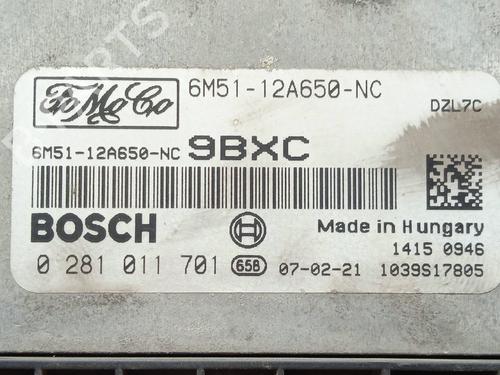 FoMoCo
6M51-12A650-NC
DZL7C
6M51-12A650-NC 9BXC
BOSCH
Made in Hungary
1415 0946
0 281 011 701 658 07-02-21 1039S17805